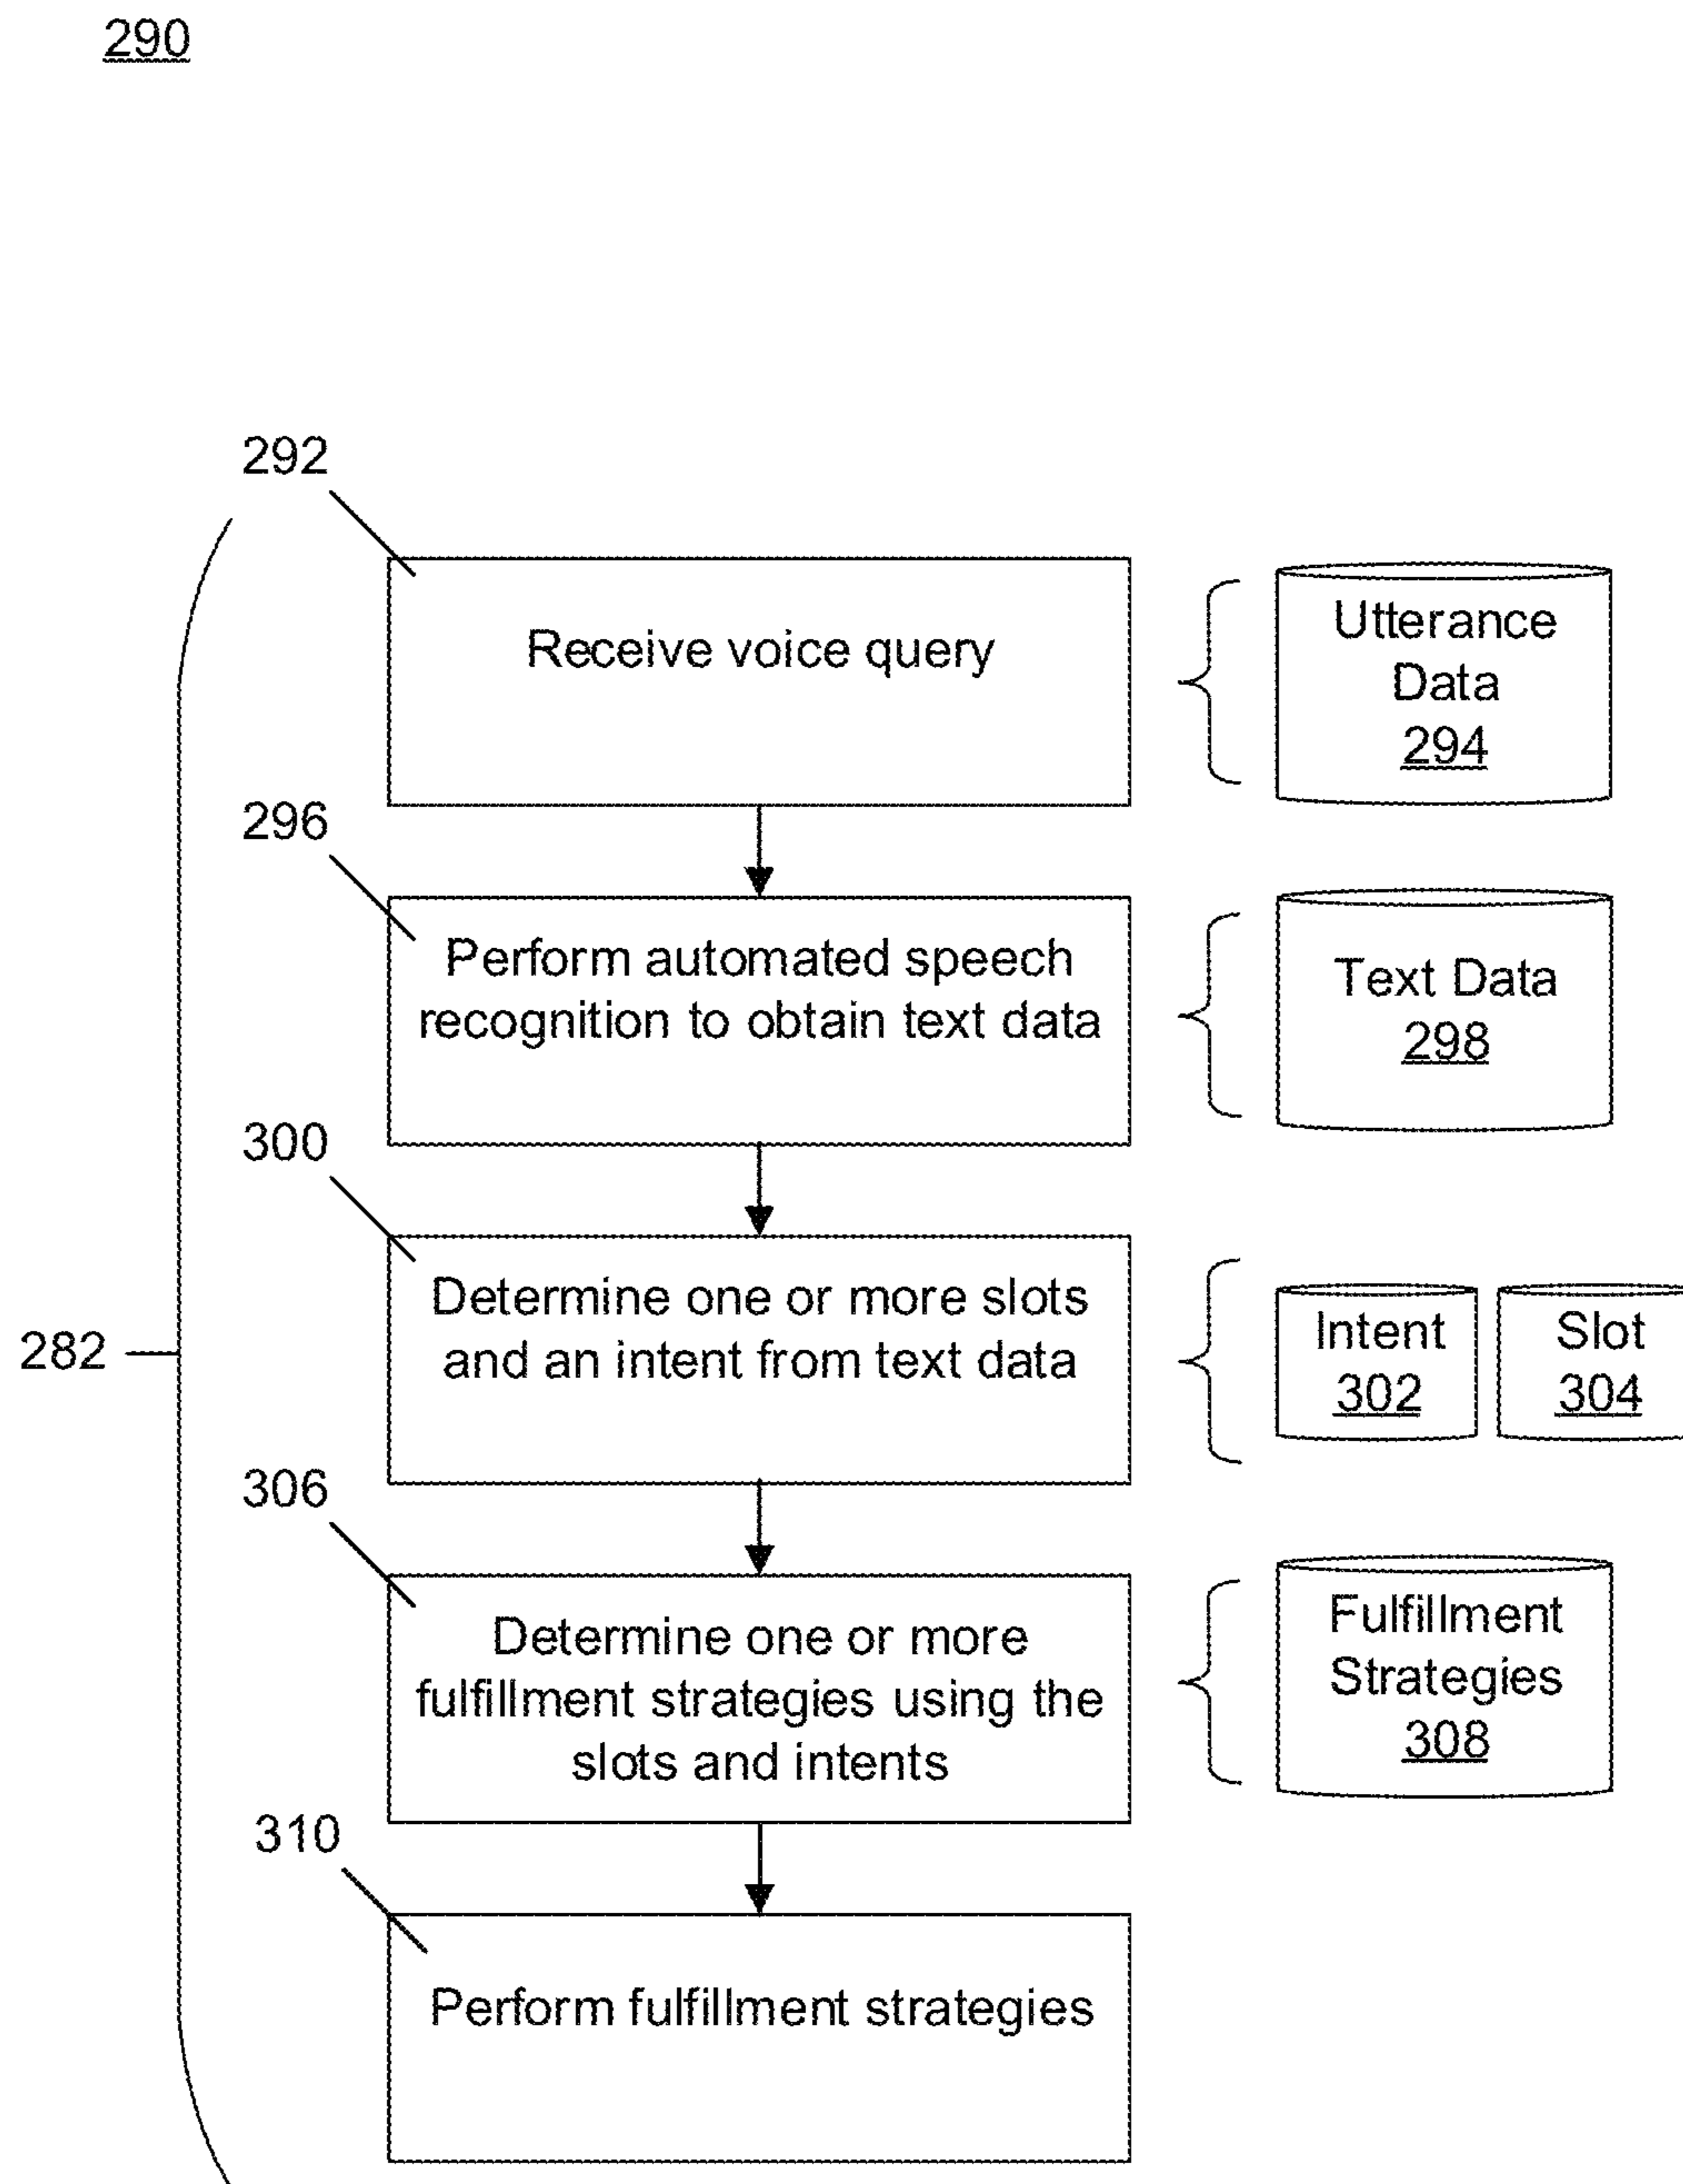 290
292
Receive voice query
Utterance
Data
294
296
Perform automated speech
recognition to obtain text data
Text Data
298
300
Determine one or more slots
and an intent from text data
Intent
302
Slot
304
282
306
Determine one or more
fulfillment strategies using the
slots and intents
Fulfillment
Strategies
308
310
Perform fulfillment strategies